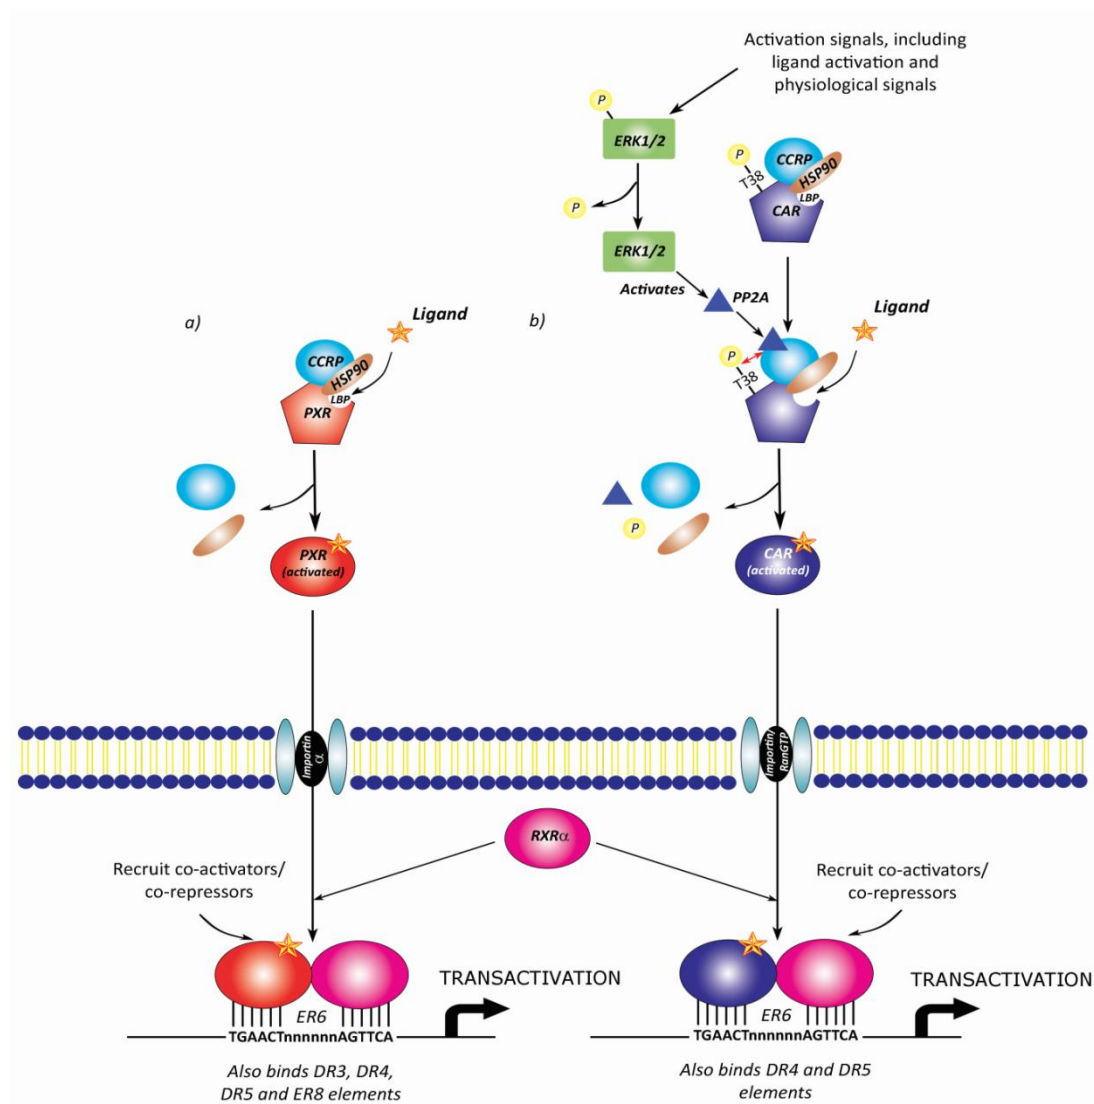 Activation signals, including
ligand activation and
physiological signals
P
ERK1/2
P
ERK1/2
Activates
PP2A
P
T38
CCRP
HSP90
LBP
CAR
a)
Ligand
CCRP
HSP90
LBP
PXR
b)
Ligand
P
T38
P
PXR
(activated)
CAR
(activated)
Importin
α
Importin/
RanGTP
RXRα
Recruit co-activators/
co-repressors
Recruit co-activators/
co-repressors
TRANSACTIVATION
ER6
TGAACTnnnnnnAGTTCA
Also binds DR3, DR4,
DR5 and ER8 elements
TRANSACTIVATION
ER6
TGAACTnnnnnnAGTTCA
Also binds DR4 and DR5
elements